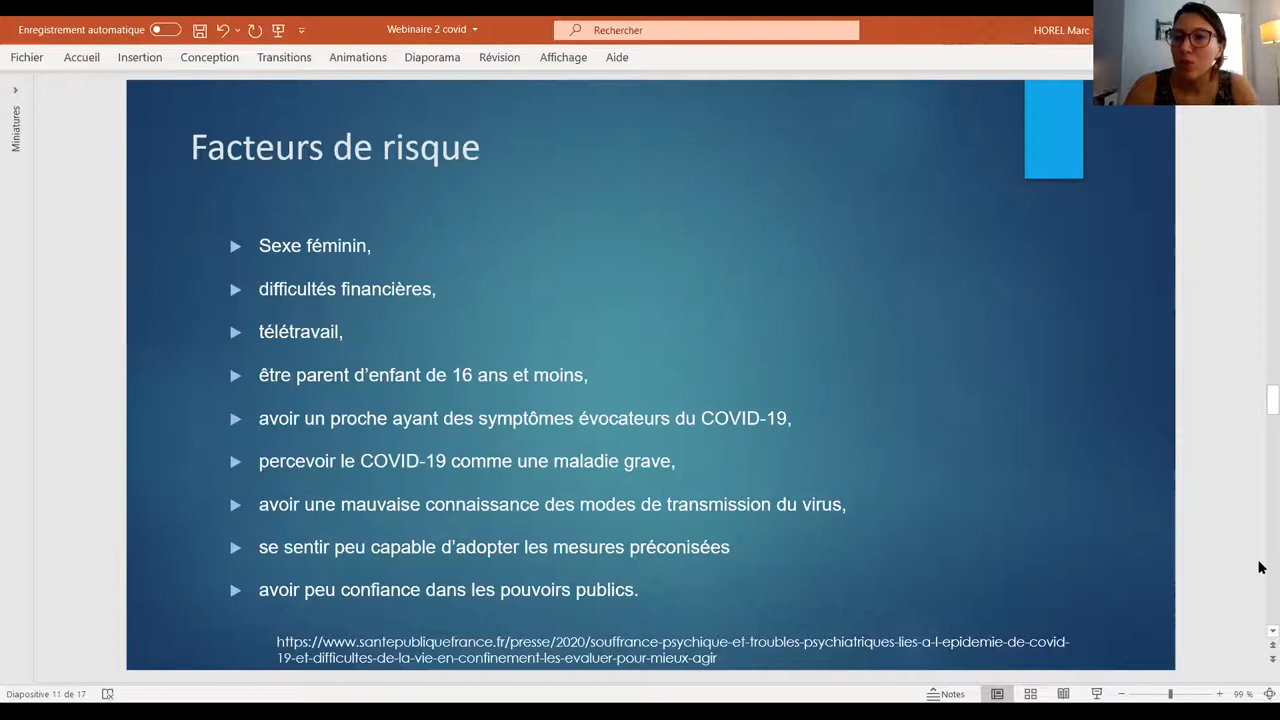 Enregistrement automatique
Webinaire 2 covid
Rechercher
HOREL Marc
Fichier Accueil Insertion Conception Transitions Animations Diaporama Révision Affichage Aide
Miniatures
Facteurs de risque
Sexe féminin,
difficultés financières,
télétravail,
être parent d’enfant de 16 ans et moins,
avoir un proche ayant des symptômes évocateurs du COVID-19,
percevoir le COVID-19 comme une maladie grave,
avoir une mauvaise connaissance des modes de transmission du virus,
se sentir peu capable d’adopter les mesures préconisées
avoir peu confiance dans les pouvoirs publics.
https://www.santepubliquefrance.fr/presse/2020/souffrance-psychique-et-troubles-psychiatriques-lies-a-l-epidemie-de-covid-
19-et-difficultes-de-la-vie-en-confinement-les-evaluer-pour-mieux-agir
Diapositive 11 de 17
Notes
99 %